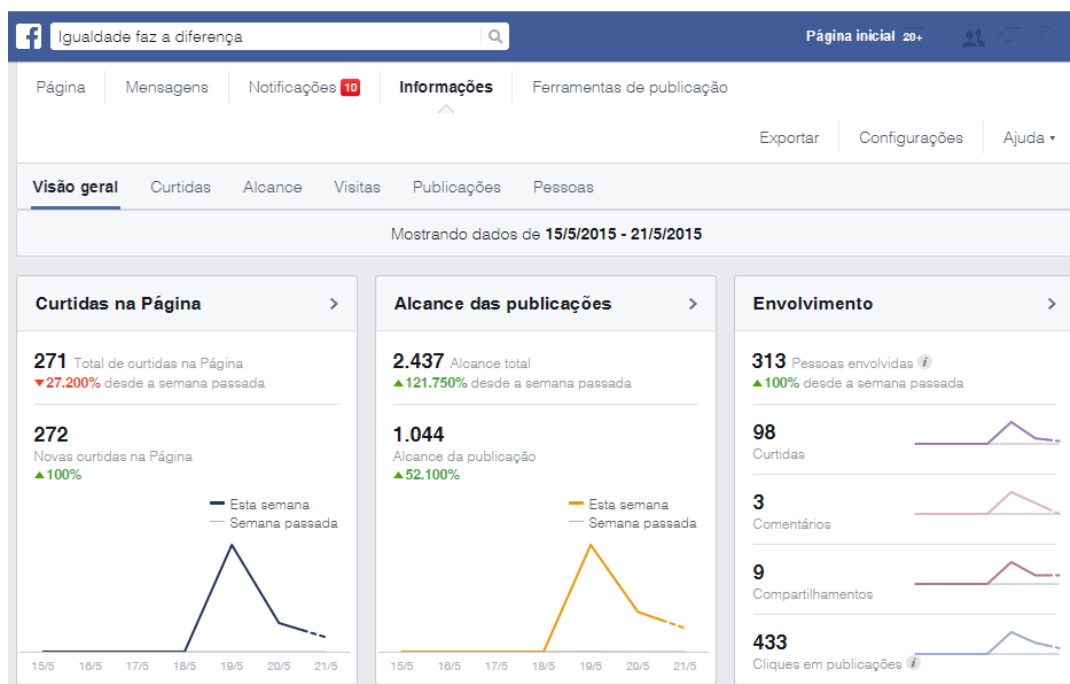 f Igualdade faz a diferença
Página inicial 20+
Página Mensagens Notificações 10 Informações Ferramentas de publicação
Exportar Configurações Ajuda
Visão geral Curtidas Alcance Visitas Publicações Pessoas
Mostrando dados de 15/5/2015 - 21/5/2015
Curtidas na Página
271 Total de curtidas na Página
▼27.200% desde a semana passada
272
Novas curtidas na Página
▲100%
Esta semana
Semana passada
15/5 16/5 17/5 18/5 19/5 20/5 21/5
Alcance das publicações
2.437 Alcance total
▲121.750% desde a semana passada
1.044
Alcance da publicação
▲52.100%
Esta semana
Semana passada
15/5 16/5 17/5 18/5 19/5 20/5 21/5
Envolvimento
313 Pessoas envolvidas i
▲100% desde a semana passada
98
Curtidas
3
Comentários
9
Compartilhamentos
433
Cliques em publicações i